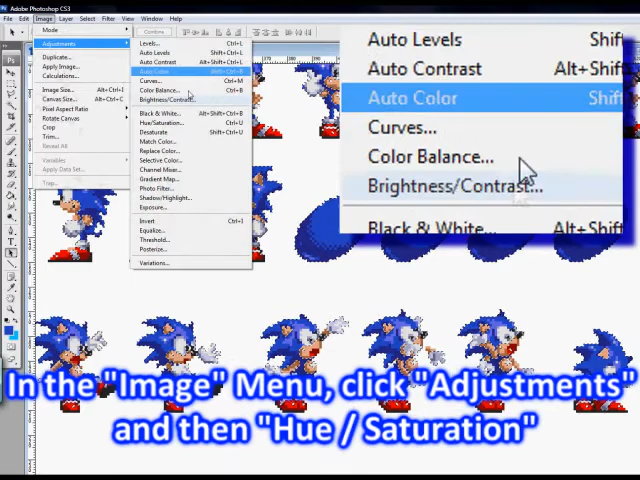 Adobe Photoshop CS3
File Edit Image Layer Select Filter Analysis View Window Help
Mode
Adjustments
Duplicate...
Apply Image...
Calculations...
Image Size... Alt+Ctrl+I
Canvas Size... Alt+Ctrl+C
Pixel Aspect Ratio
Rotate Canvas
Crop
Trim...
Reveal All
Variables
Apply Data Set...
Trap...
Levels... Ctrl+L
Auto Levels Shift+Ctrl+L
Auto Contrast Alt+Shift+Ctrl+L
Auto Color Shift+Ctrl+B
Curves... Ctrl+M
Color Balance... Ctrl+B
Brightness/Contrast...
Black & White... Alt+Shift+Ctrl+B
Hue/Saturation... Ctrl+U
Desaturate Shift+Ctrl+U
Match Color...
Replace Color...
Selective Color...
Channel Mixer...
Gradient Map...
Photo Filter...
Shadow/Highlight...
Exposure...
Invert Ctrl+I
Equalize...
Threshold...
Posterize...
Variations...
Auto Levels Shift
Auto Contrast Alt+Shift
Auto Color Shift
Curves...
Color Balance...
Brightness/Contrast...
Black & White... Alt+Shift
In the "Image" Menu, click "Adjustments"
and then "Hue / Saturation"